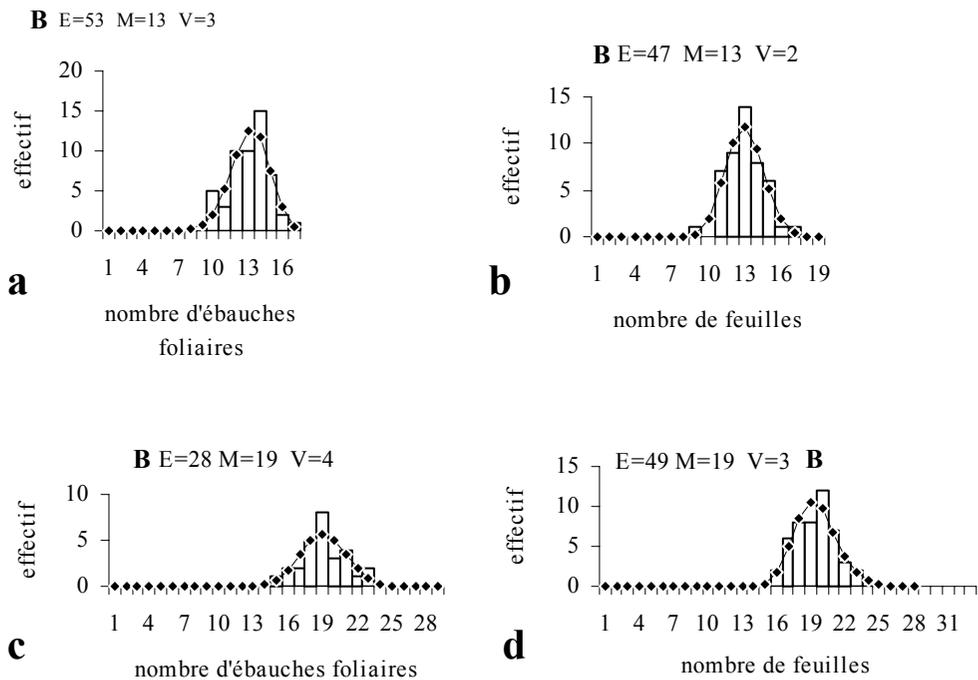 B E=53 M=13 V=3
20
15
10
5
0
effectif
1 4 7 10 13 16
nombre d'ébauches
foliaires
a
B E=47 M=13 V=2
15
10
5
0
effectif
1 4 7 10 13 16 19
nombre de feuilles
b
B E=28 M=19 V=4
10
5
0
effectif
1 4 7 10 13 16 19 22 25 28
nombre d'ébauches foliaires
c
E=49 M=19 V=3 B
15
10
5
0
effectif
1 4 7 10 13 16 19 22 25 28 31
nombre de feuilles
d